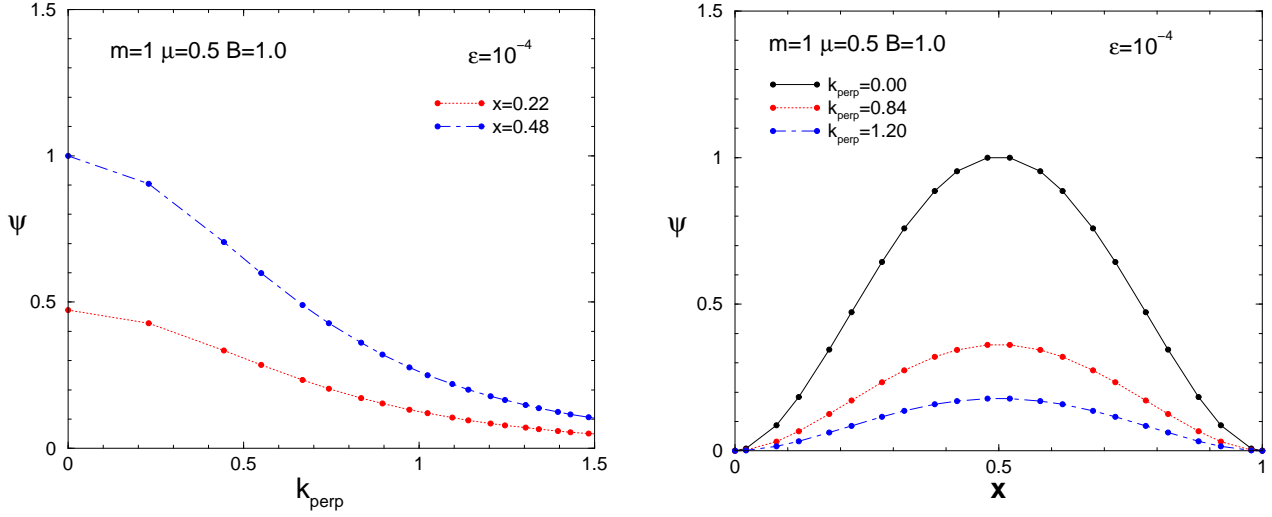 1.5
m=1 μ=0.5 B=1.0
ε=10⁻⁴
x=0.22
x=0.48
1
ψ
0.5
0
0
0.5
1
1.5
k_perp
1.5
m=1 μ=0.5 B=1.0
ε=10⁻⁴
k_perp=0.00
k_perp=0.84
k_perp=1.20
1
ψ
0.5
0
0
0.5
1
x